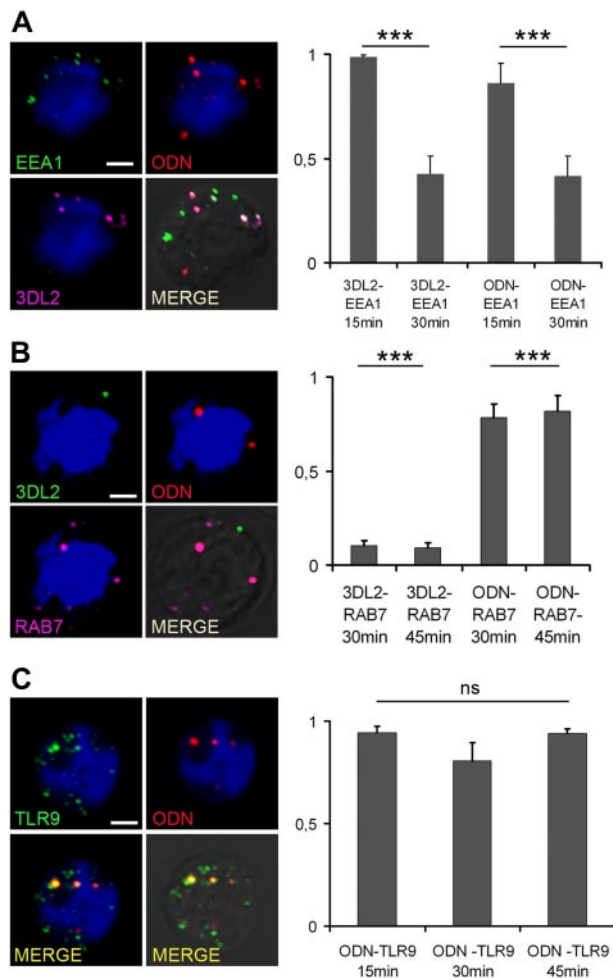 A
EEA1
ODN
3DL2
MERGE
1
0,5
0
*** ***
3DL2- 3DL2- ODN- ODN-
EEA1 EEA1 EEA1 EEA1
15min 30min 15min 30min
B
3DL2
ODN
RAB7
MERGE
1
0,5
0
*** ***
3DL2- 3DL2- ODN- ODN-
RAB7 RAB7 RAB7 RAB7-
30min 45min 30min 45min
C
TLR9
ODN
MERGE
MERGE
1
0,5
0
ns
ODN-TLR9 ODN -TLR9 ODN -TLR9
15min 30min 45min